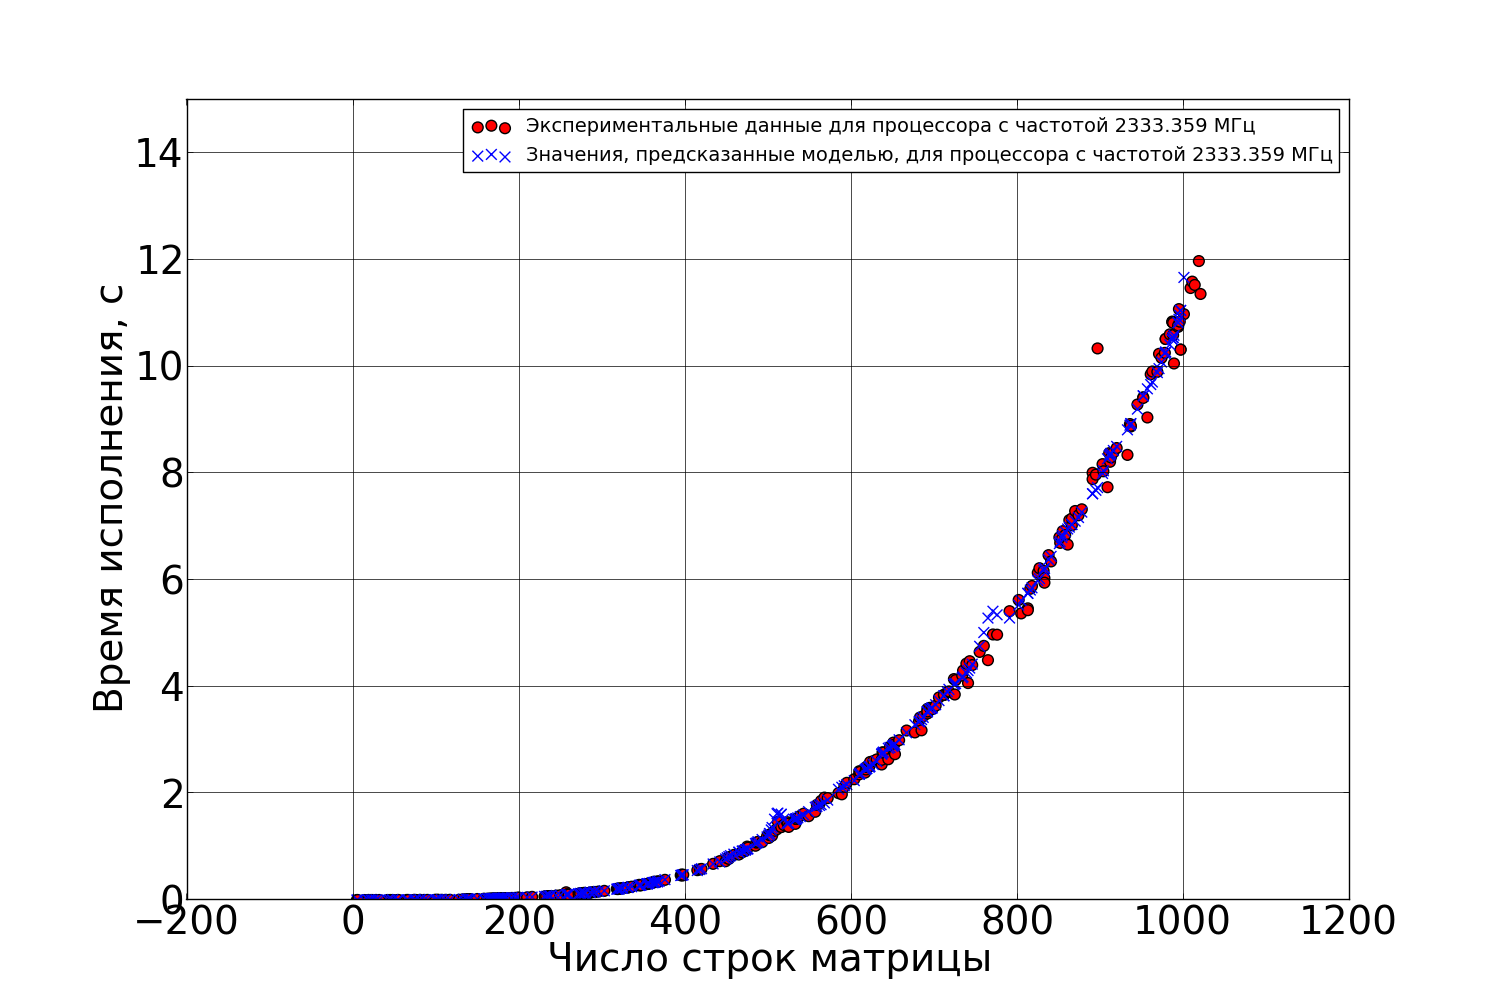 Экспериментальные данные для процессора с частотой 2333.359 МГц
Значения, предсказанные моделью, для процессора с частотой 2333.359 МГц
Время исполнения, с
14
12
10
8
6
4
2
0
−200 0 200 400 600 800 1000 1200
Число строк матрицы